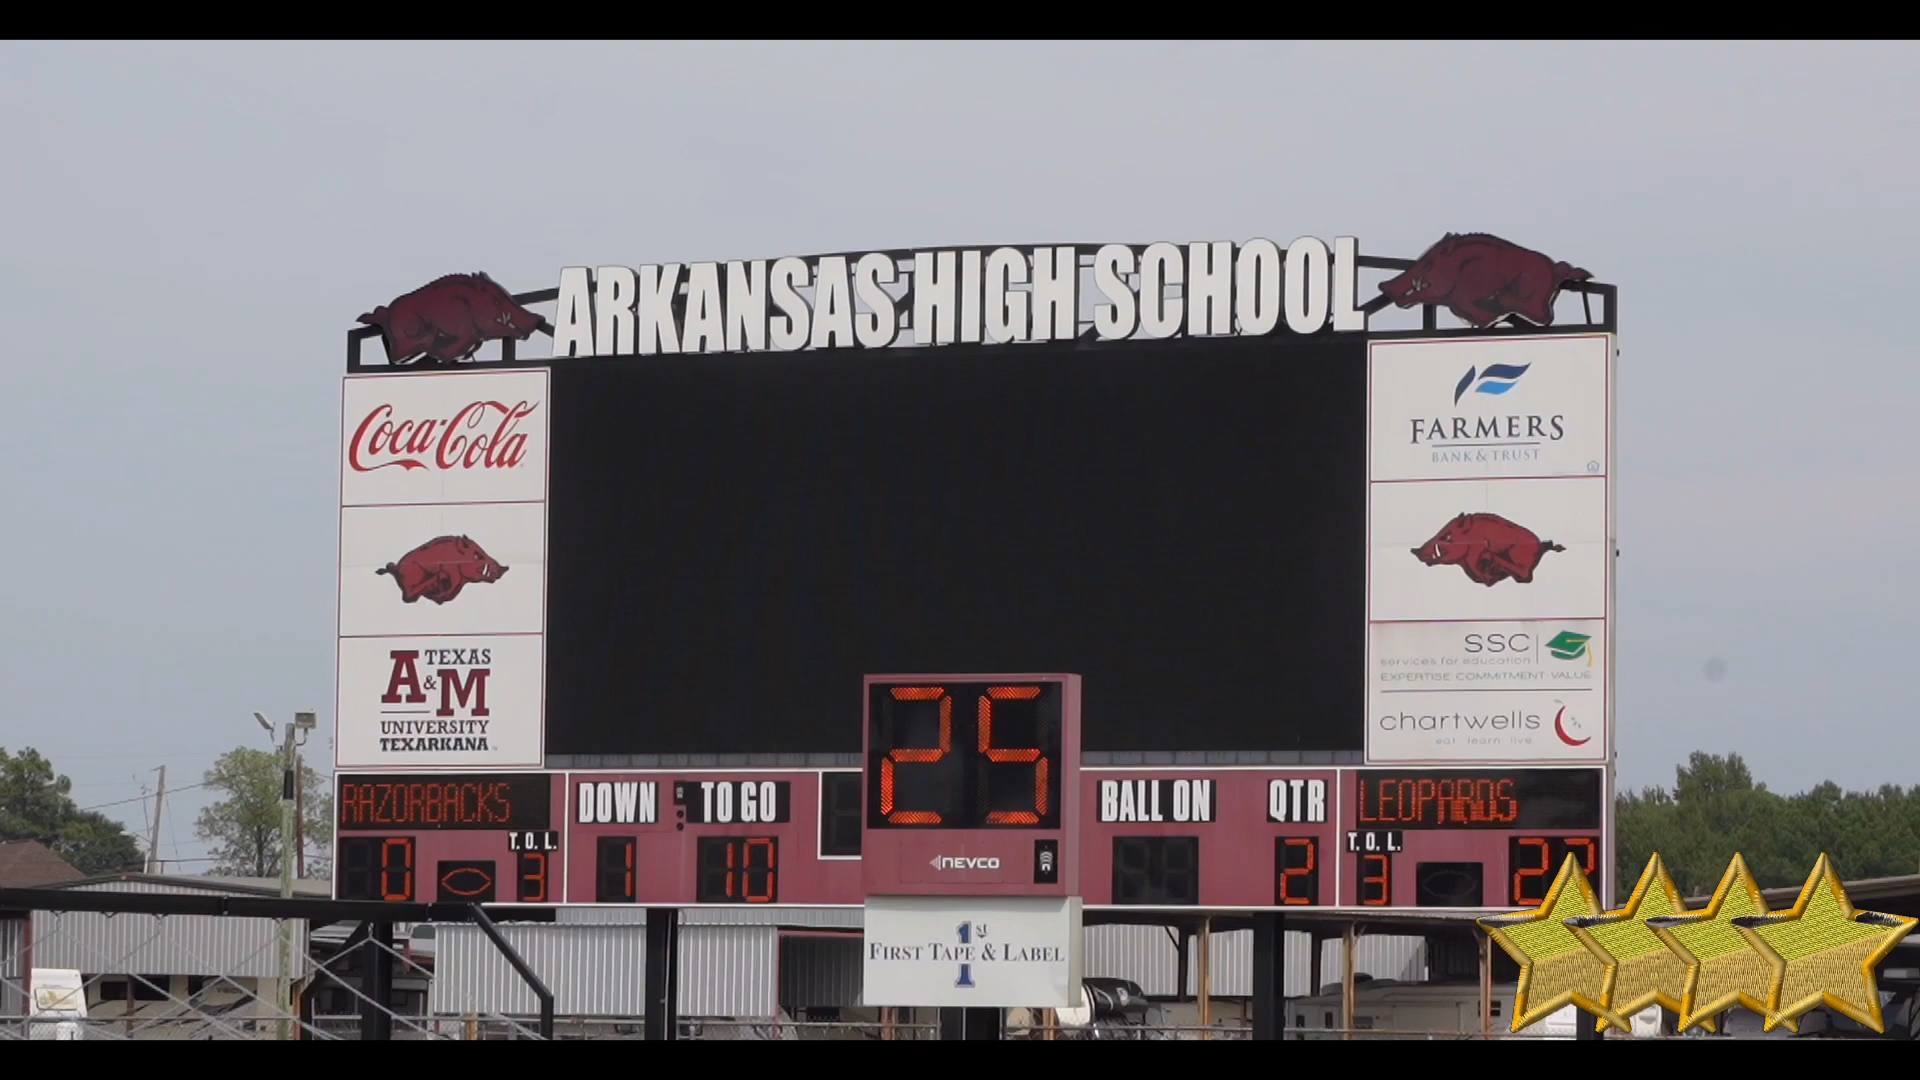 ARKANSAS HIGH SCHOOL
Coca-Cola
A&M TEXAS
UNIVERSITY
TEXARKANA
FARMERS
BANK & TRUST
SSC
services for education
EXPERTISE COMMITMENT VALUE
chartwells
eat learn live
25
NEVCO
RAZORBACKS
DOWN
TO GO
BALL ON
QTR
LEOPARDS
T.O.L.
T.O.L.
0
3
1
10
2
3
1st
FIRST TAPE & LABEL
1